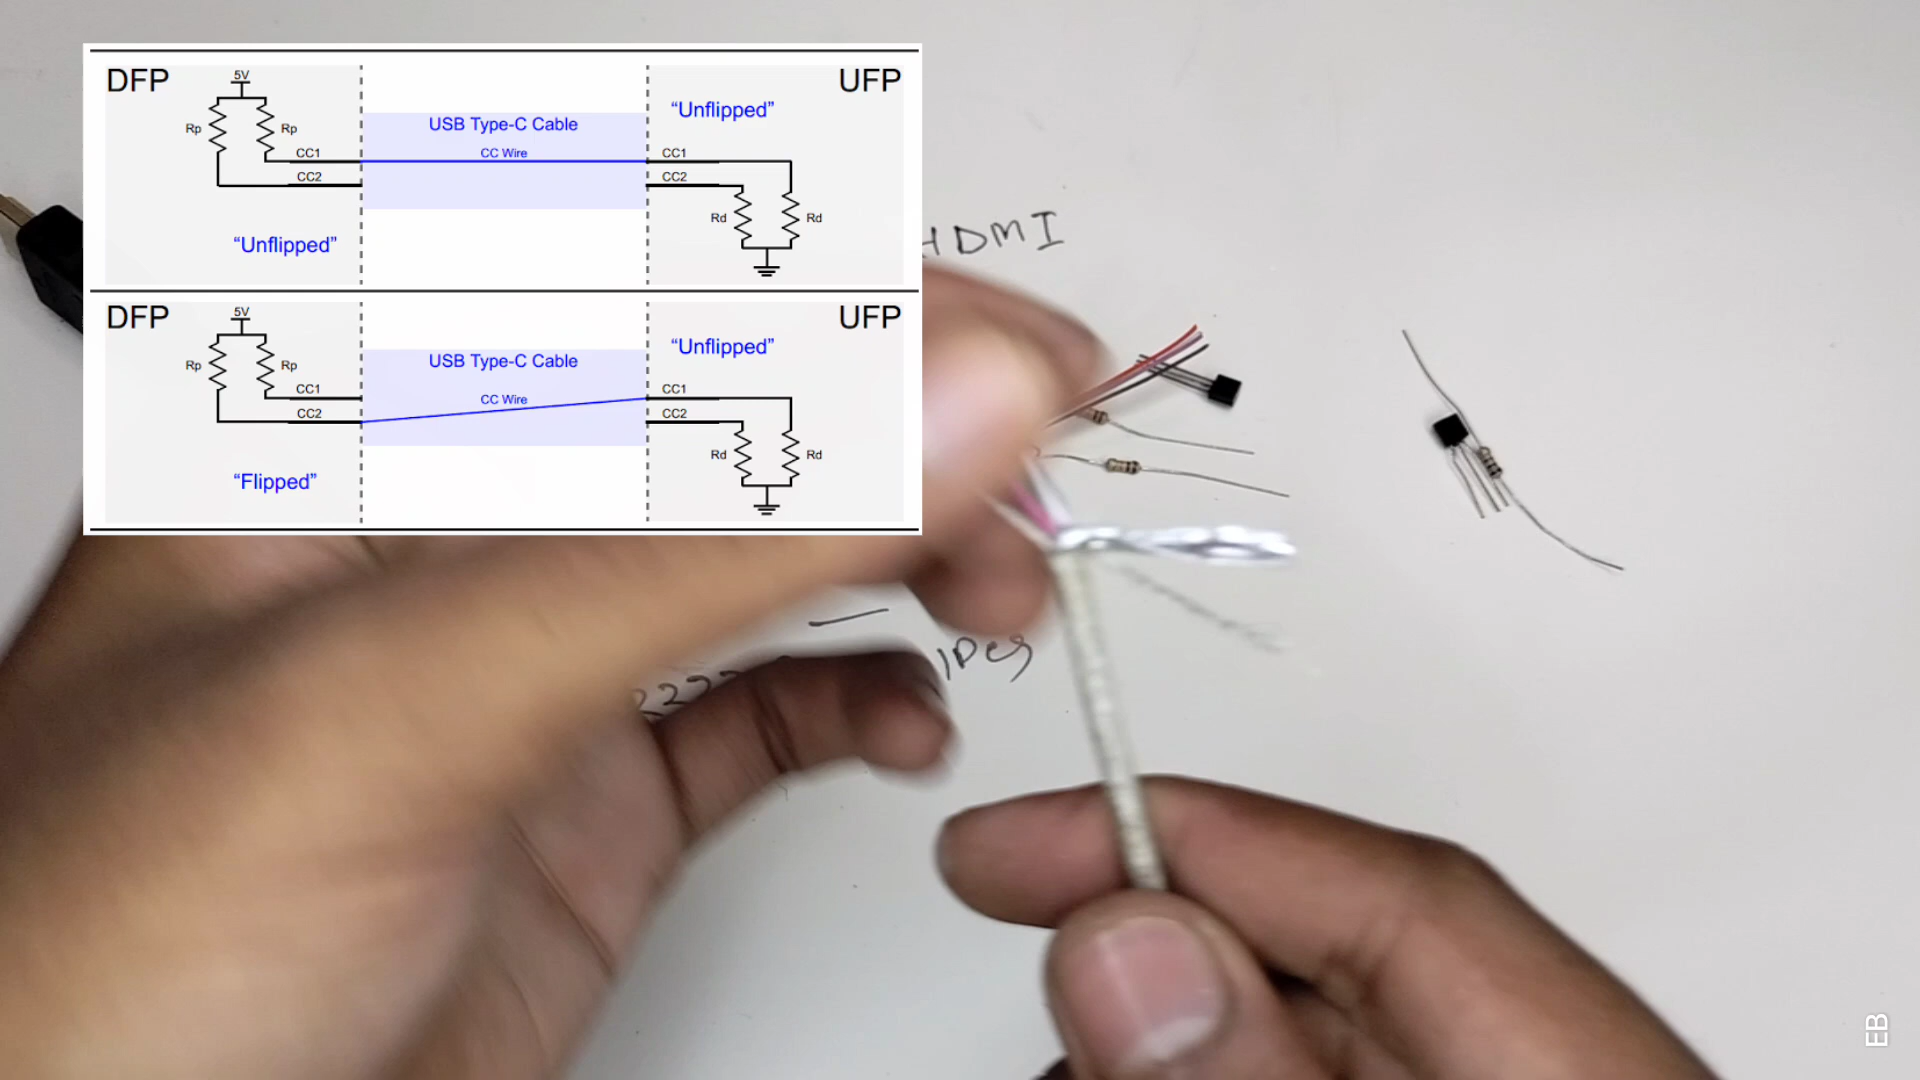 DFP
5V
UFP
"Unflipped"
Rp
Rp
USB Type-C Cable
CC1
CC Wire
CC1
CC2
CC2
Rd
Rd
"Unflipped"
DFP
5V
UFP
"Unflipped"
Rp
Rp
USB Type-C Cable
CC1
CC Wire
CC1
CC2
CC2
Rd
Rd
"Flipped"
HDMI
EB